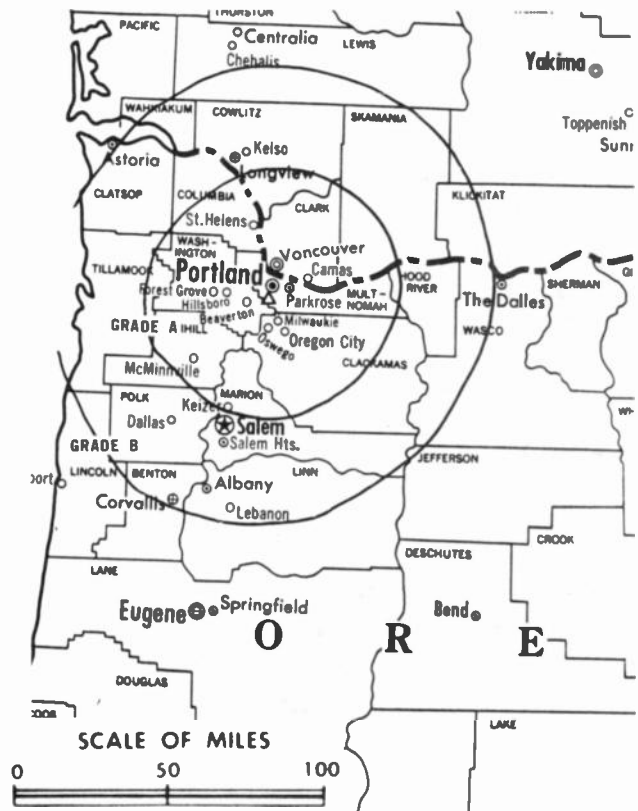 THURSTON
PACIFIC
Centralia
LEWIS
Chehalis
Yakima
WAHKIAKUM
COWLITZ
SKAMANIA
Toppenish
Sunn
Kelso
Astoria
Longview
CLATSOP
COLUMBIA
CLARK
KLICKITAT
St. Helens
WASH-
INGTON
Vancouver
TILLAMOOK
Portland
Camas
HOOD
RIVER
SHERMAN
Forest Grove
Parkrose
MULT-
NOMAH
The Dalles
Hillsboro
Beaverton
Milwaukie
WASCO
GRADE A
IHILL
Oswego
Oregon City
McMinnville
CLACKAMAS
POLK
MARION
Keizer
Dallas
Salem
Salem Hts.
GRADE B
JEFFERSON
LINCOLN
BENTON
LINN
port
Albany
Corvallis
Lebanon
CROOK
DESCHUTES
LANE
Eugene
Springfield
Bend
O R E
DOUGLAS
LAKE
SCALE OF MILES
0 50 100